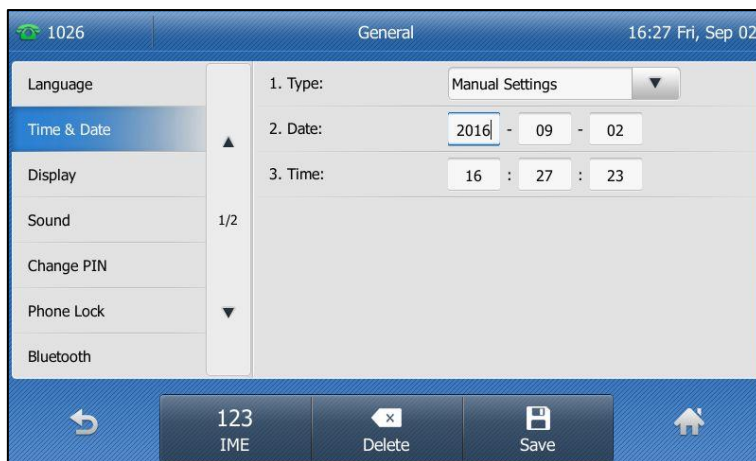 1026 General 16:27 Fri, Sep 02
Language
Time & Date
Display
Sound
Change PIN
Phone Lock
Bluetooth
1/2
1. Type: Manual Settings
2. Date: 2016 - 09 - 02
3. Time: 16 : 27 : 23
123
IME
Delete
Save